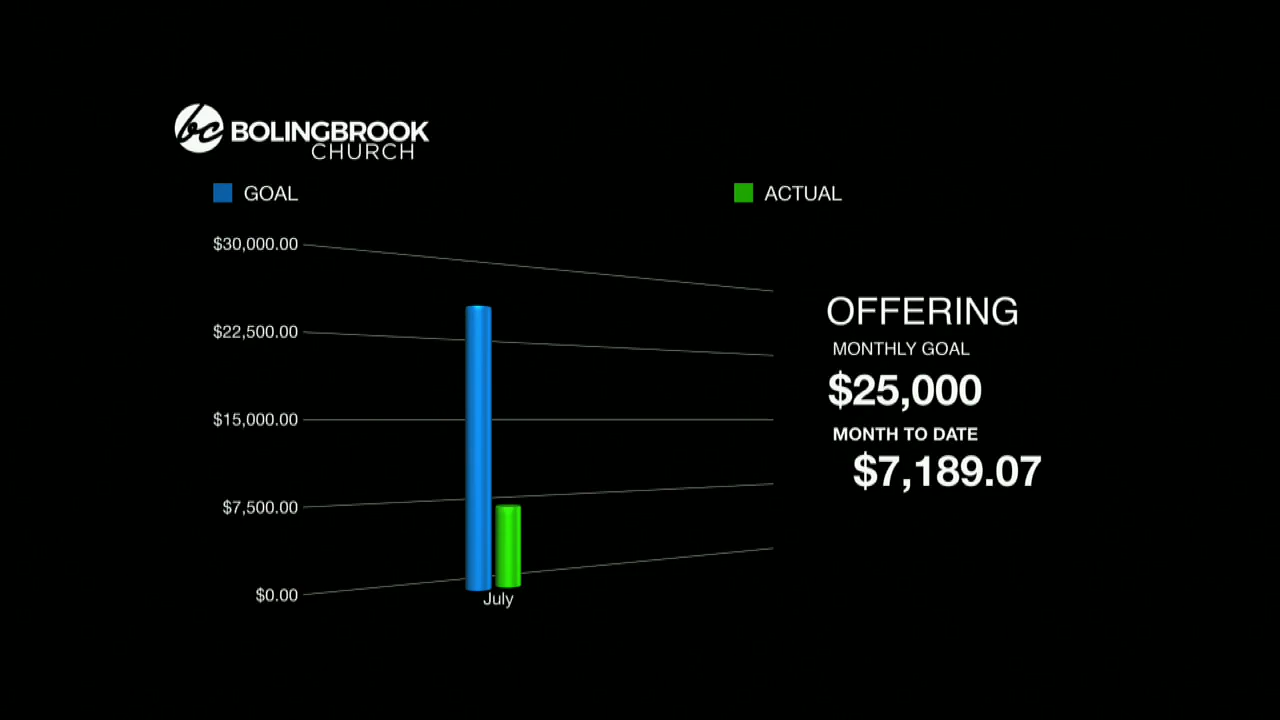 bc BOLINGBROOK
CHURCH
GOAL
ACTUAL
$30,000.00
$22,500.00
$15,000.00
$7,500.00
$0.00
July
OFFERING
MONTHLY GOAL
$25,000
MONTH TO DATE
$7,189.07